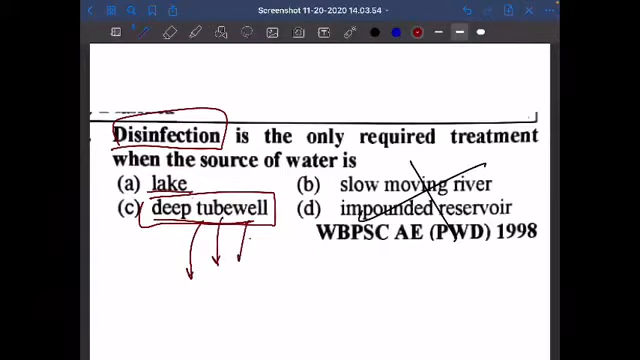 Screenshot 11-20-2020 14.03.54
Disinfection is the only required treatment
when the source of water is
(a) lake (b) slow moving river
(c) deep tubewell (d) impounded reservoir
WBPSC AE (PWD) 1998